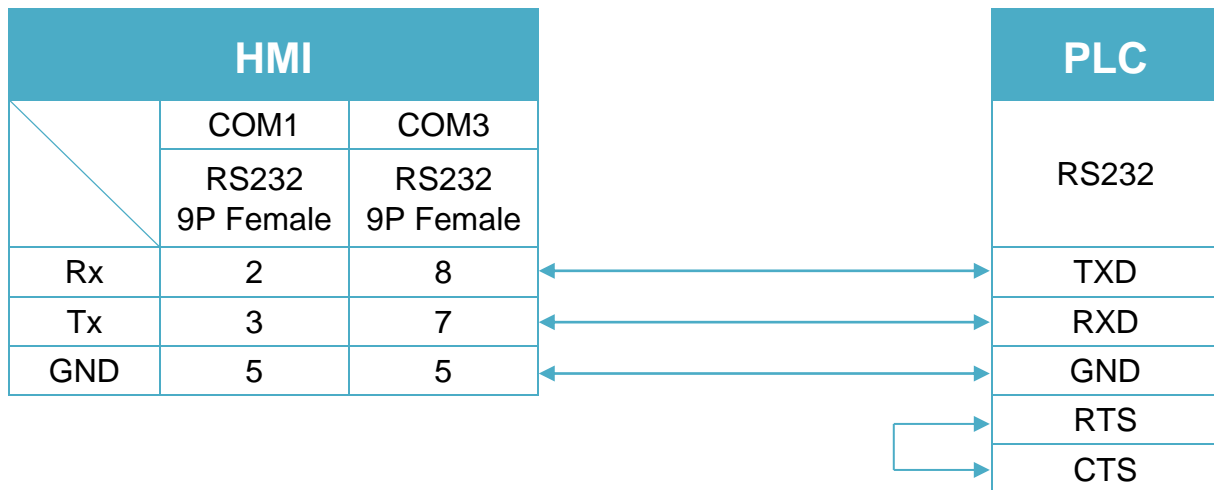 HMI PLC
COM1 COM3
RS232 RS232 RS232
9P Female 9P Female
Rx 2 8 TXD
Tx 3 7 RXD
GND 5 5 GND
RTS
CTS